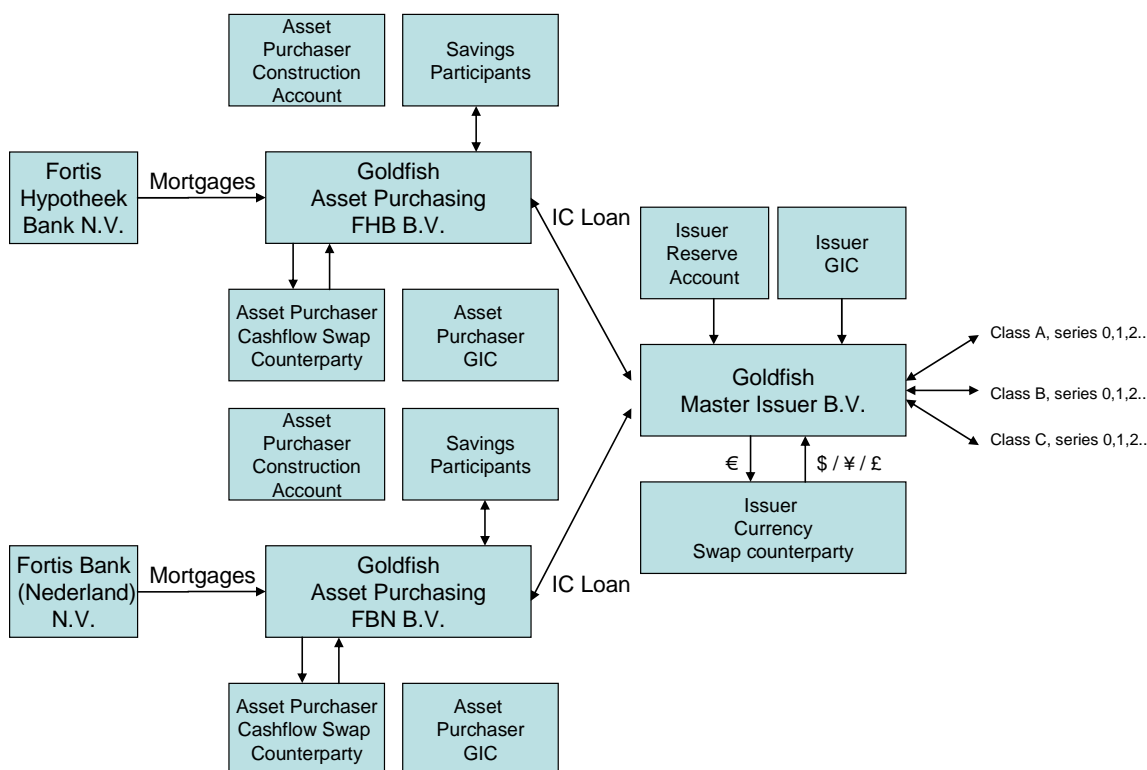 Asset
Purchaser
Construction
Account
Savings
Participants
Fortis
Hypotheek
Bank N.V.
Mortgages
Goldfish
Asset Purchasing
FHB B.V.
IC Loan
Issuer
Reserve
Account
Issuer
GIC
Asset Purchaser
Cashflow Swap
Counterparty
Asset
Purchaser
GIC
Goldfish
Master Issuer B.V.
Class A, series 0,1,2..
Class B, series 0,1,2..
Class C, series 0,1,2..
Asset
Purchaser
Construction
Account
Savings
Participants
€
$ / ¥ / £
Issuer
Currency
Swap counterparty
Fortis Bank
(Nederland)
N.V.
Mortgages
Goldfish
Asset Purchasing
FBN B.V.
IC Loan
Asset Purchaser
Cashflow Swap
Counterparty
Asset
Purchaser
GIC